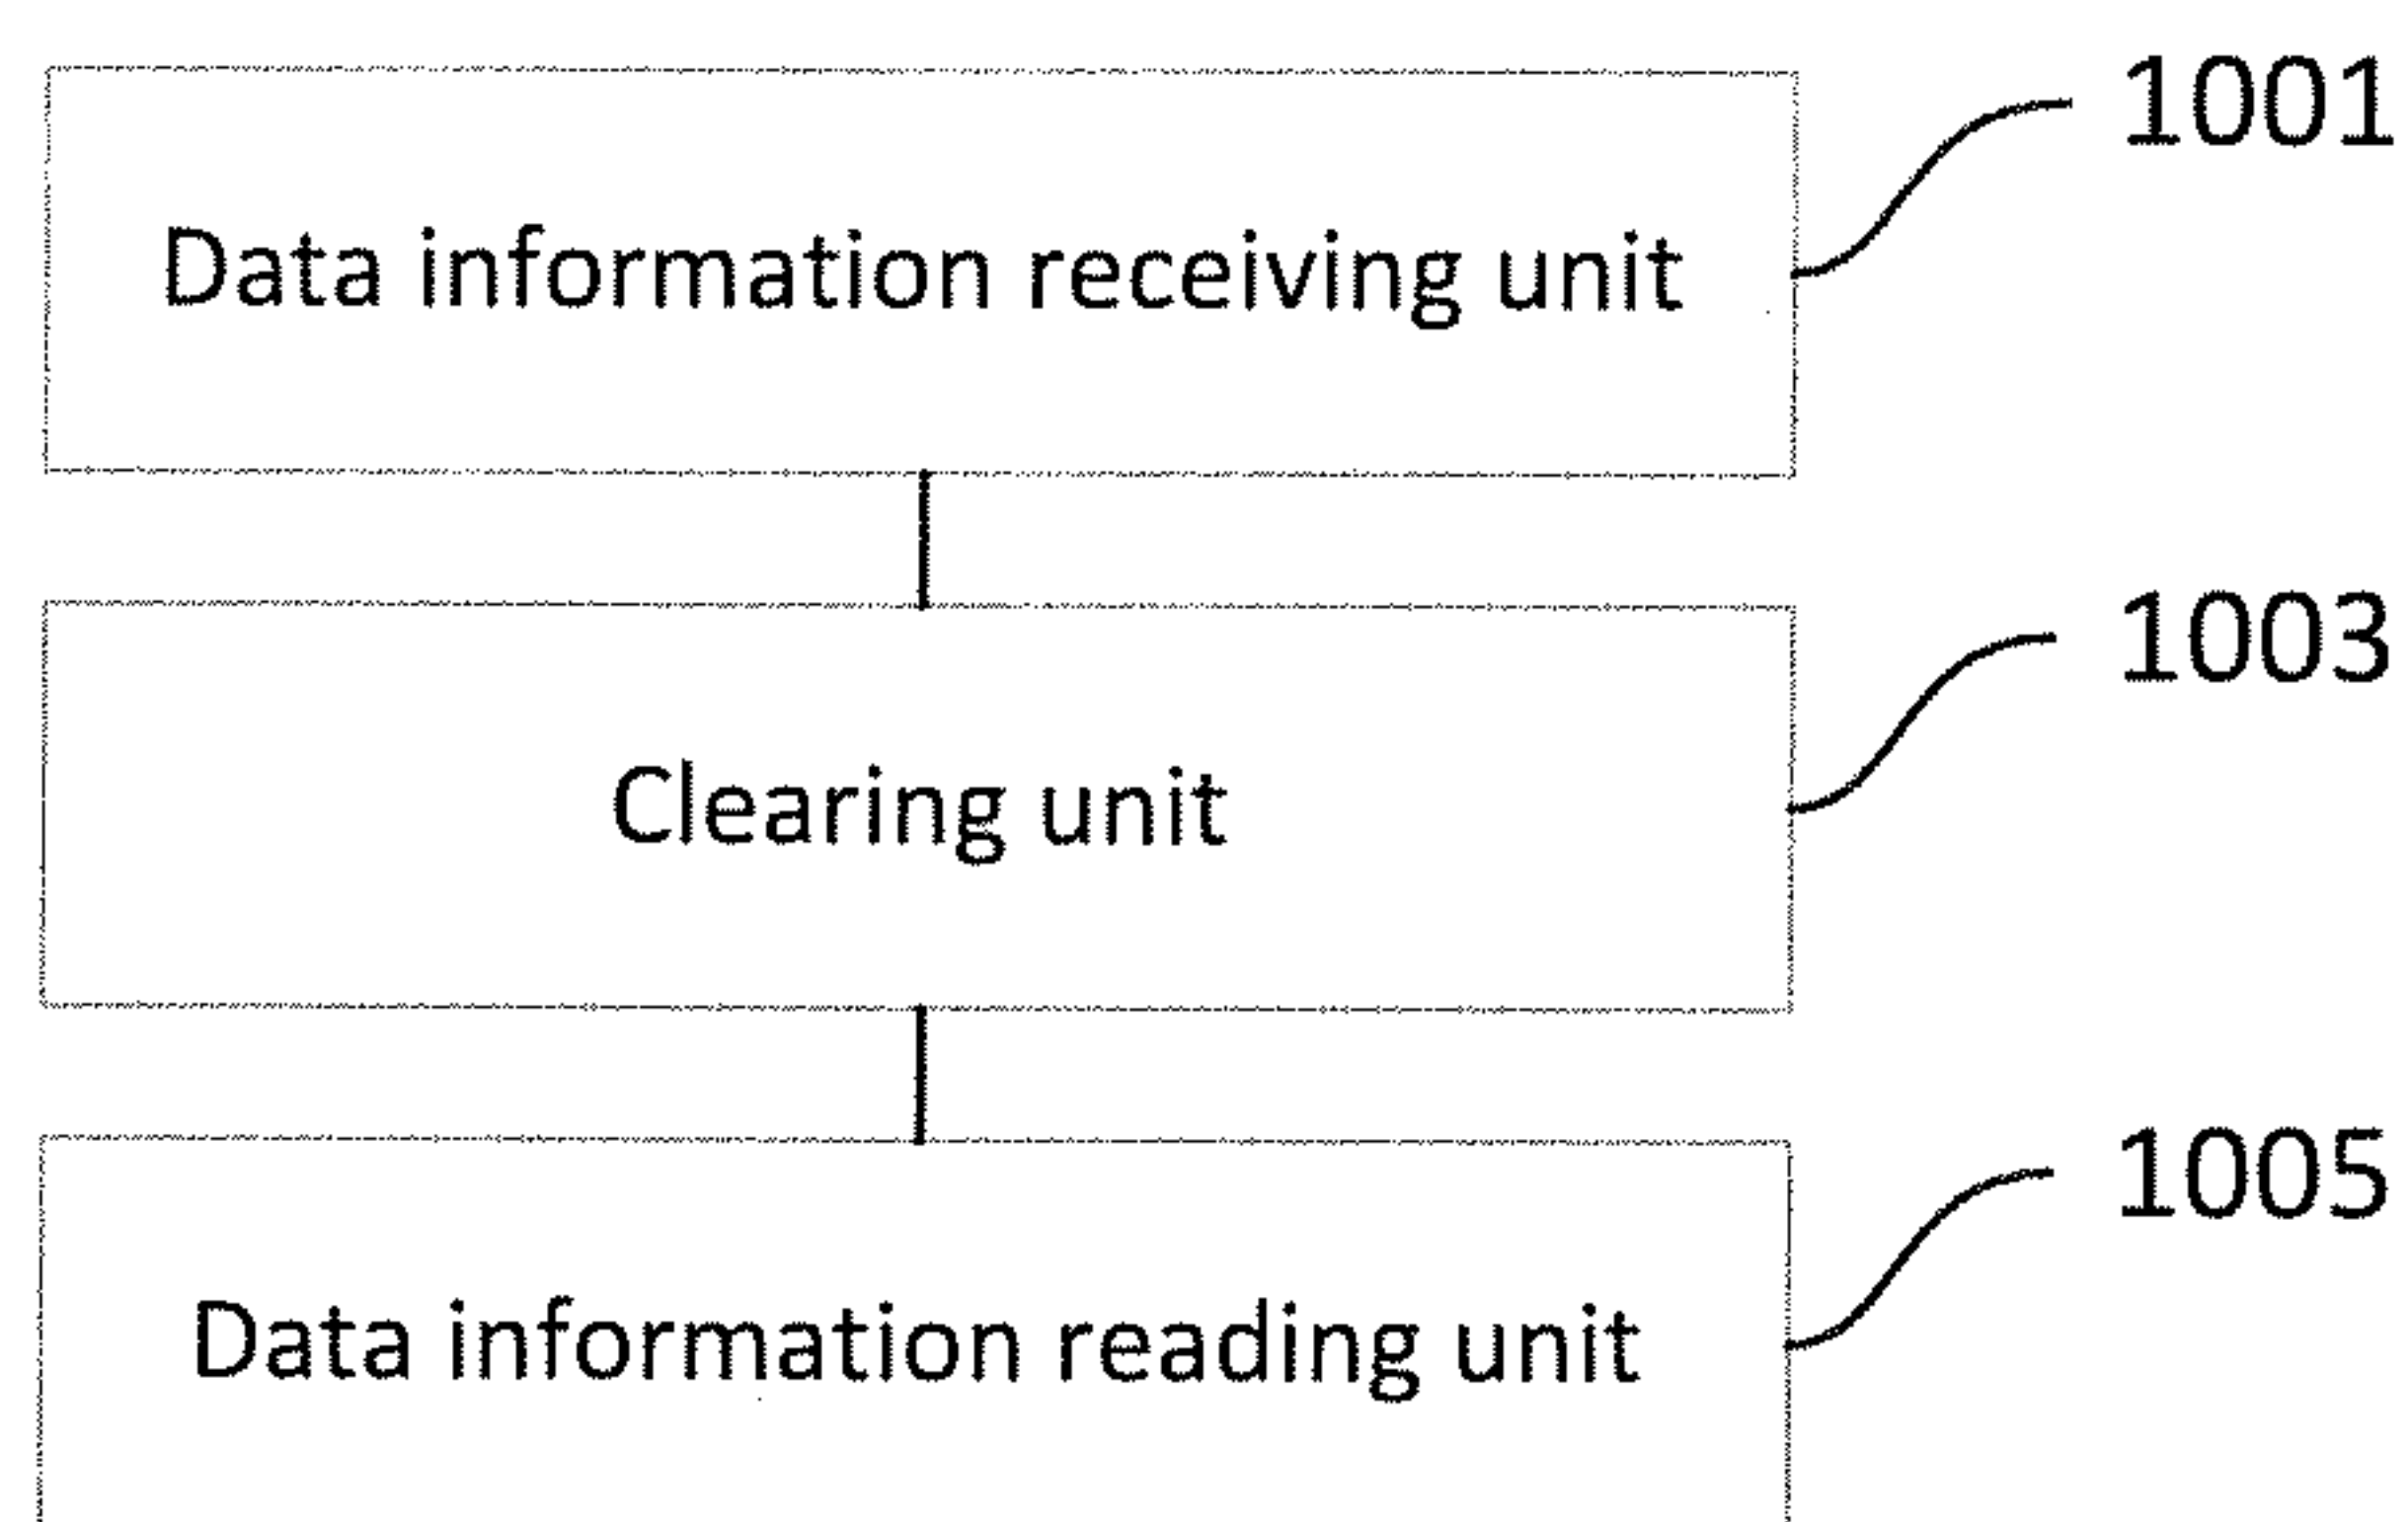 1001
Data information receiving unit
1003
Clearing unit
1005
Data information reading unit